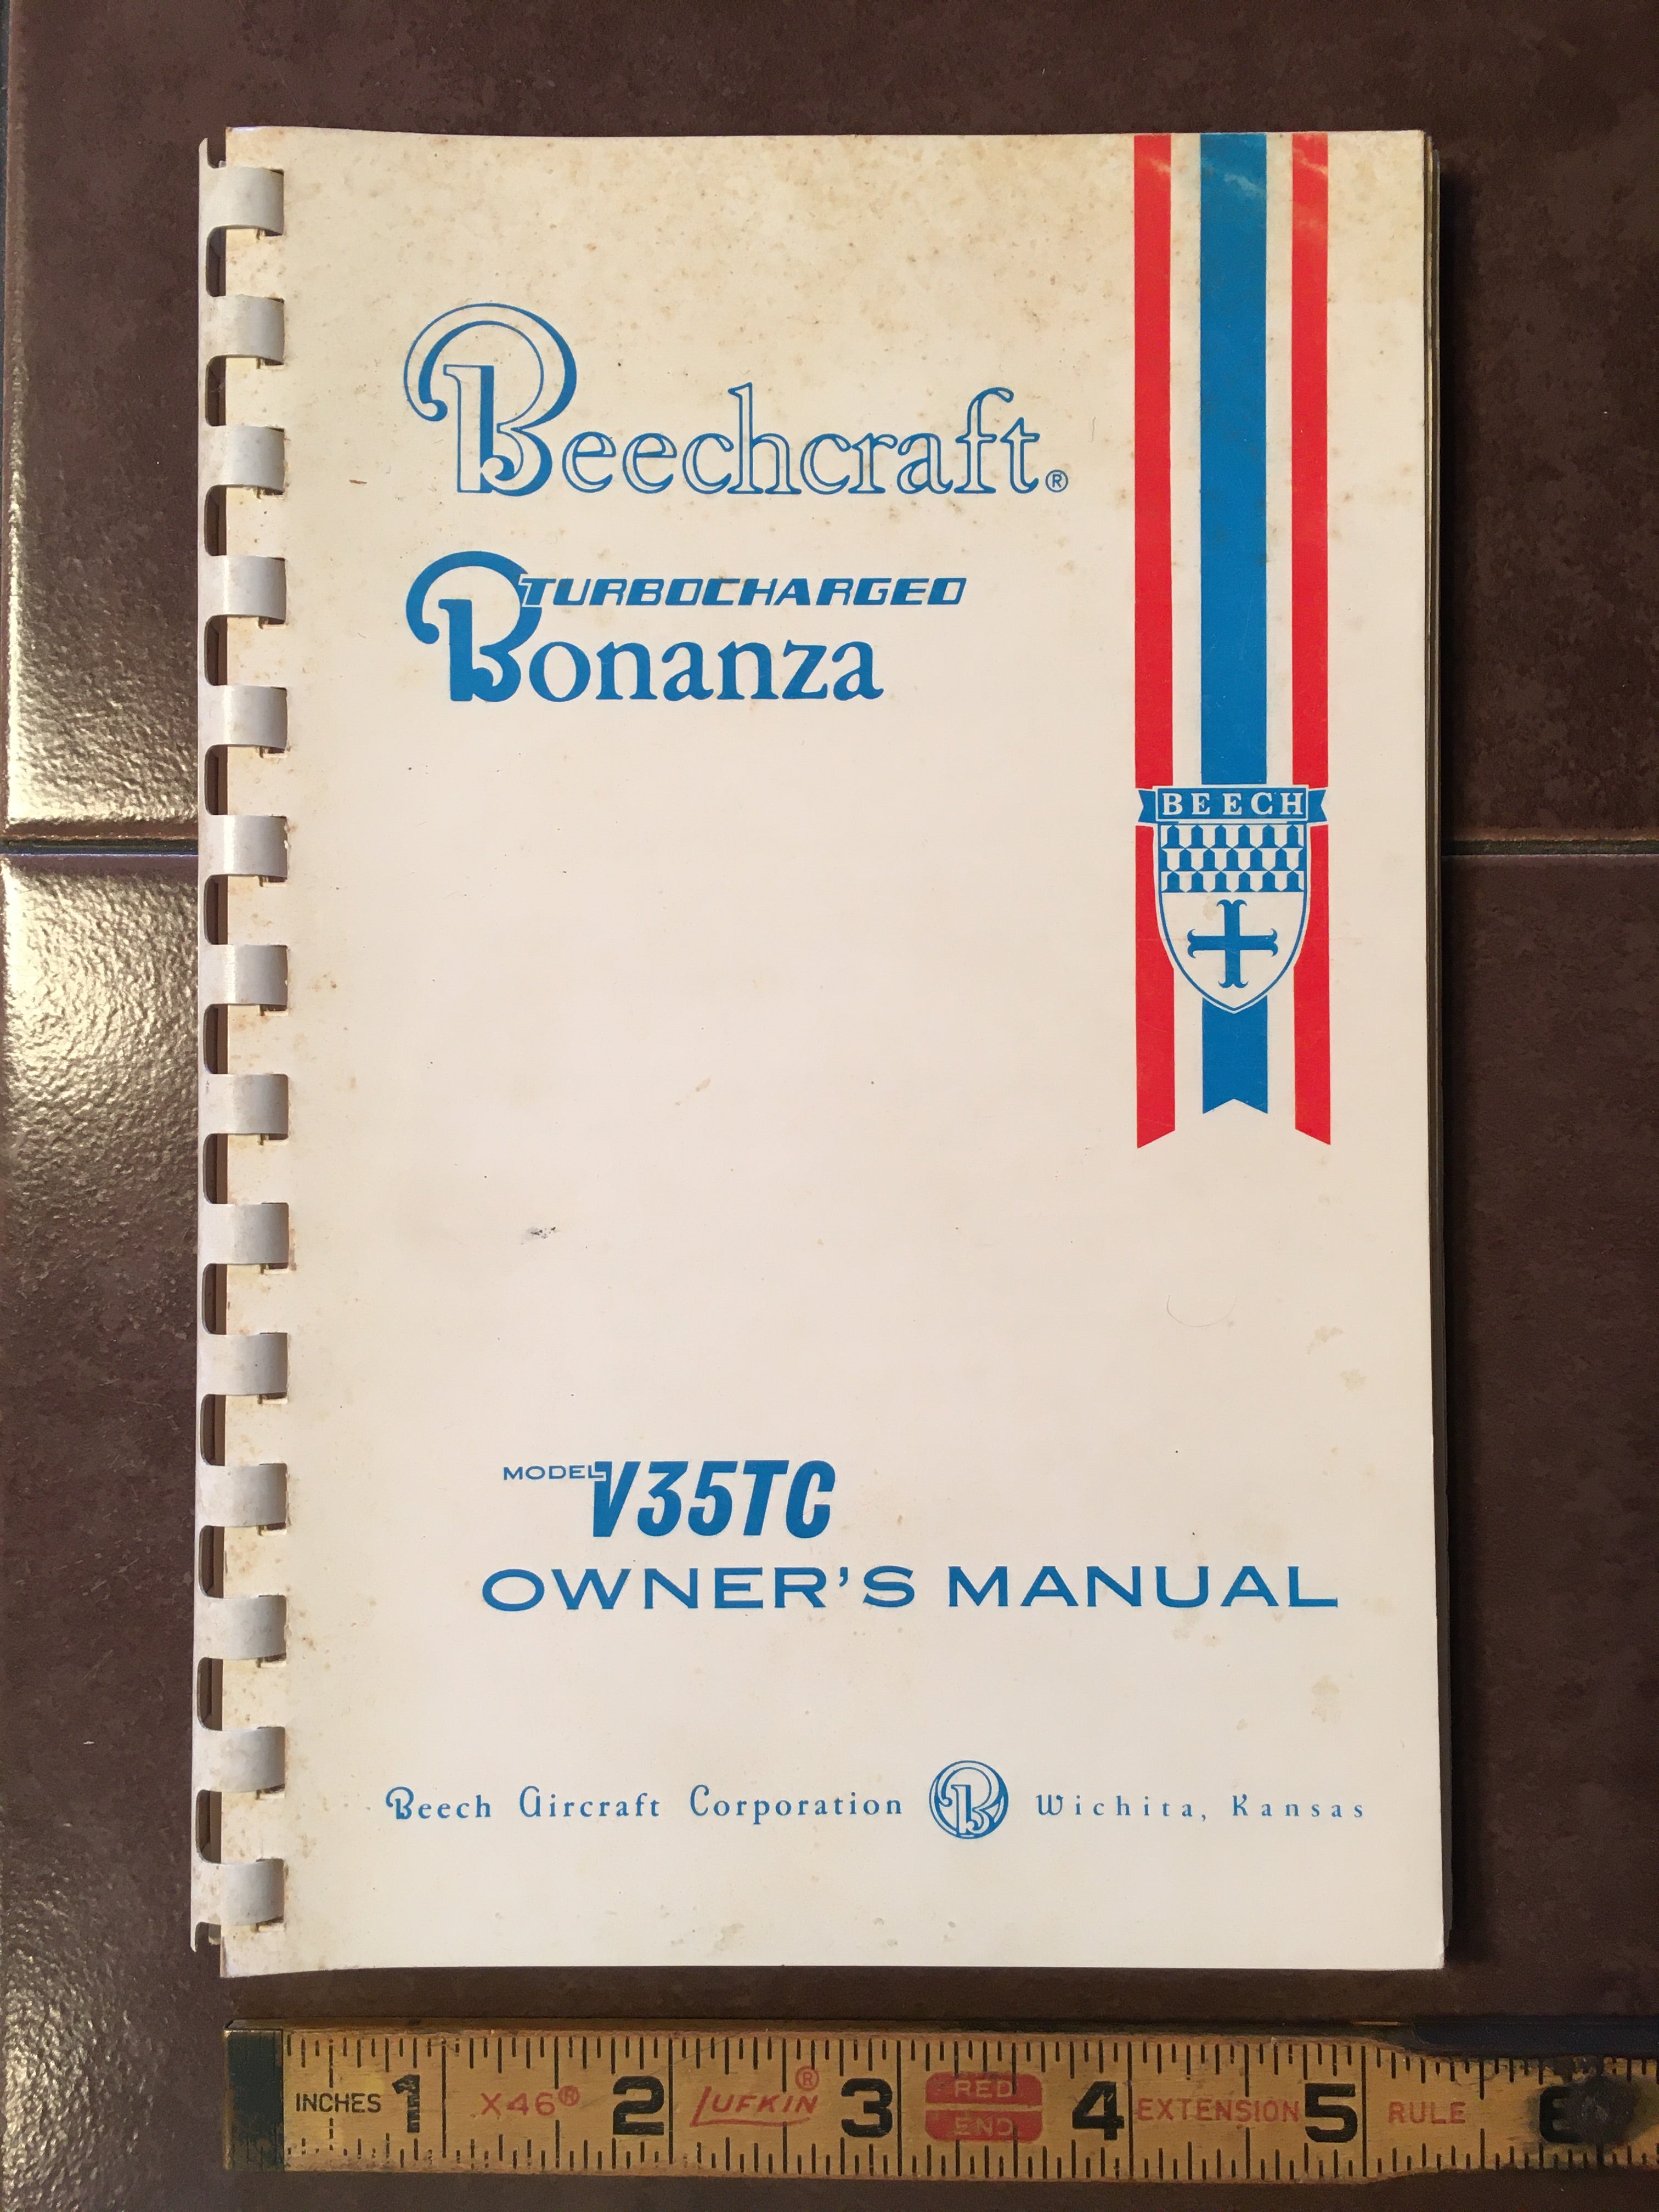 Beechcraft®
TURBOCHARGED
Bonanza
BEECH
MODEL V35TC
OWNER'S MANUAL
Beech Aircraft Corporation B Wichita, Kansas
INCHES 1 X46® 2 LUFKIN® 3 RED END 4 EXTENSION 5 RULE 6